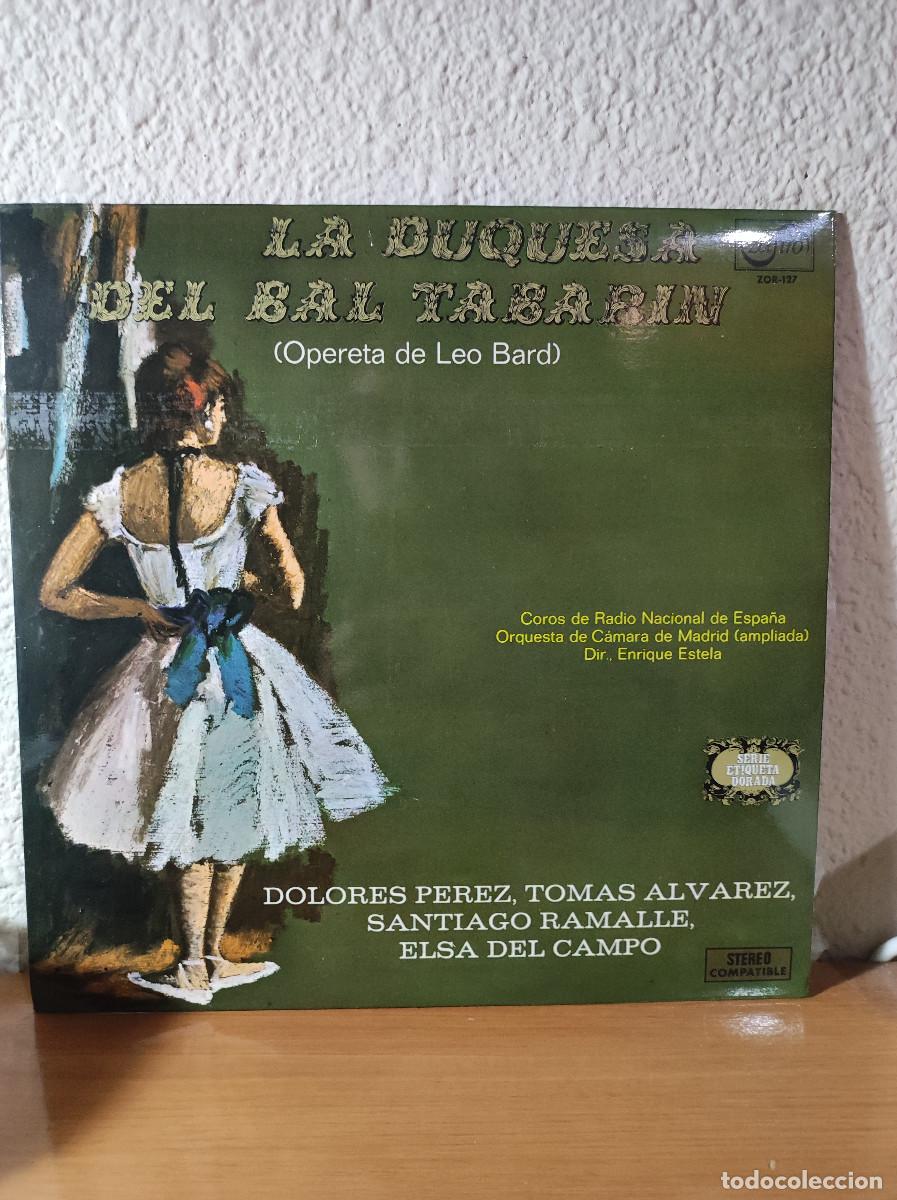 LA DUQUESA
DEL BAL TABARIN
ZOR-127
(Opereta de Leo Bard)
Coros de Radio Nacional de España
Orquesta de Cámara de Madrid (ampliada)
Dir., Enrique Estela
SERIE
ETIQUETA
DORADA
DOLORES PEREZ, TOMAS ALVAREZ,
SANTIAGO RAMALLE,
ELSA DEL CAMPO
STEREO
COMPATIBLE
todocoleccion